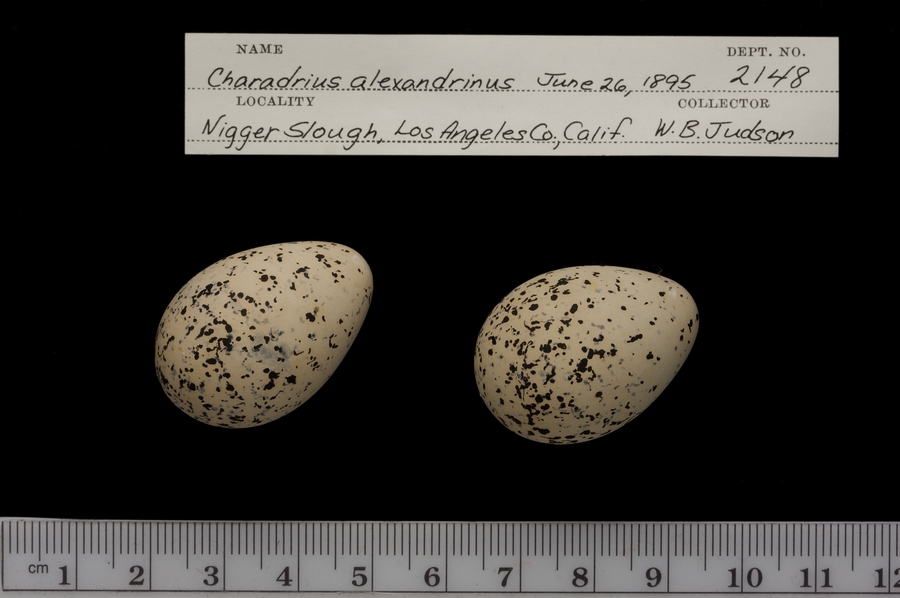 NAME DEPT. NO.
Charadrius alexandrinus June 26, 1895 2148
LOCALITY COLLECTOR
Nigger Slough, Los Angeles Co., Calif. W. B. Judson
cm 1 2 3 4 5 6 7 8 9 10 11 12